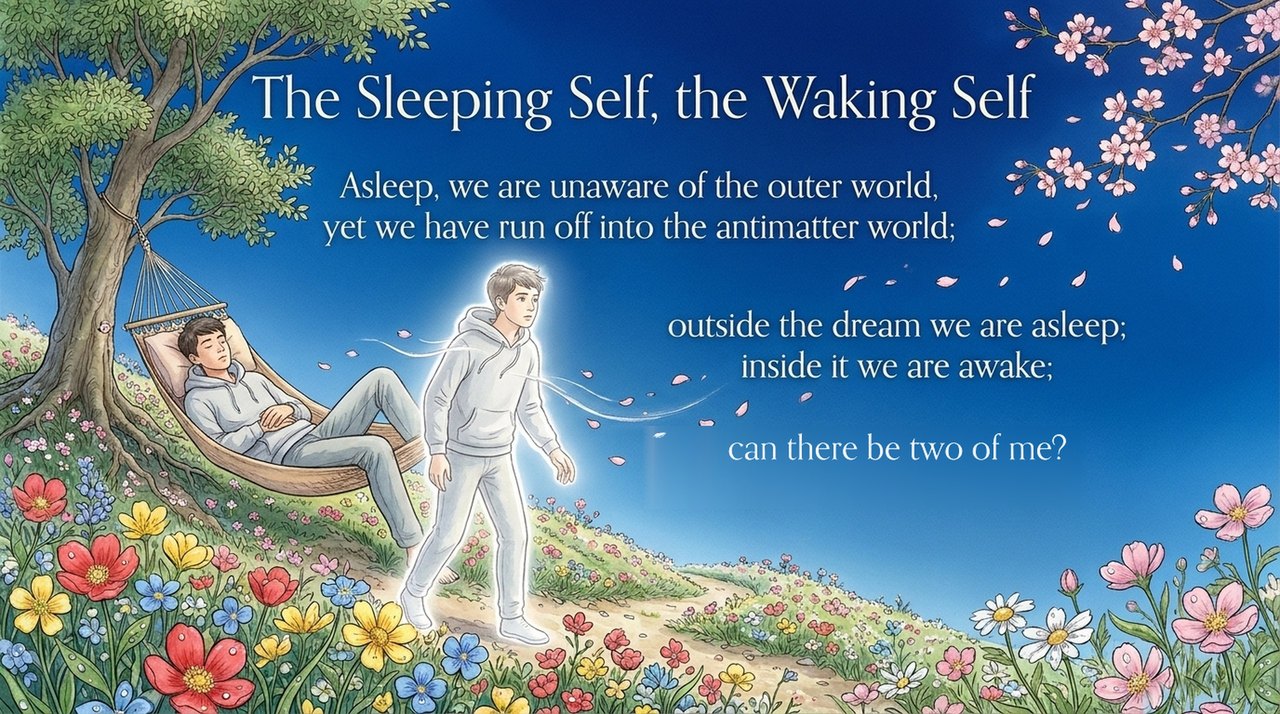 The Sleeping Self, the Waking Self
Asleep, we are unaware of the outer world,
yet we have run off into the antimatter world;
outside the dream we are asleep;
inside it we are awake;
can there be two of me?